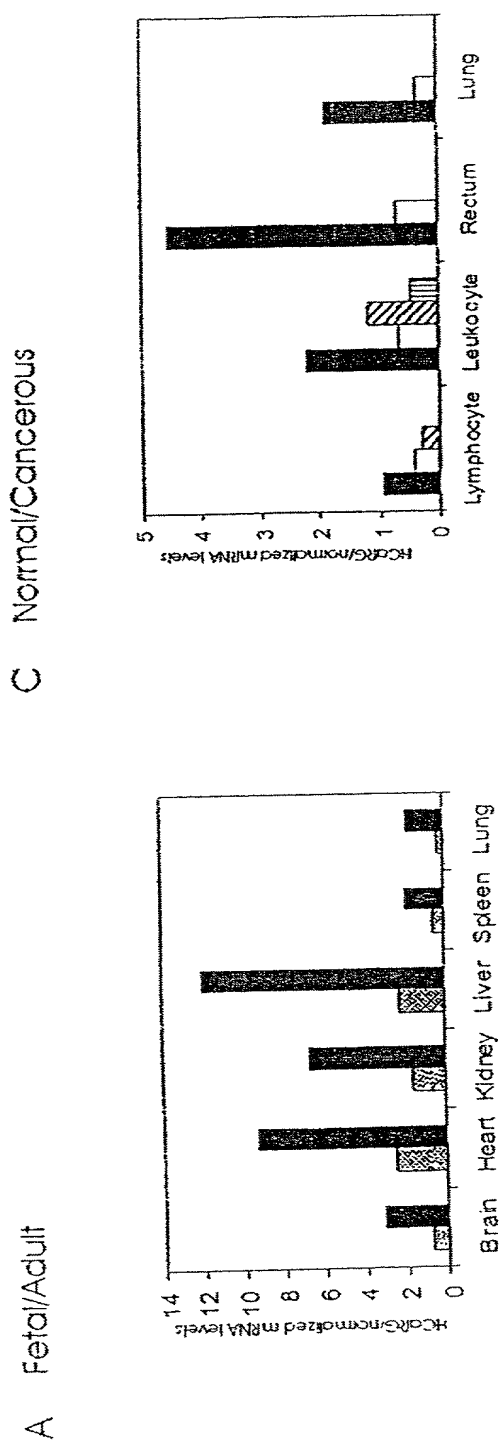 A Fetal/Adult
HCaRG/normalized mRNA levels
14
12
10
8
6
4
2
0
Brain Heart Kidney Liver Spleen Lung
C Normal/Cancerous
HCaRG/normalized mRNA levels
5
4
3
2
1
0
Lymphocyte Leukocyte Rectum Lung